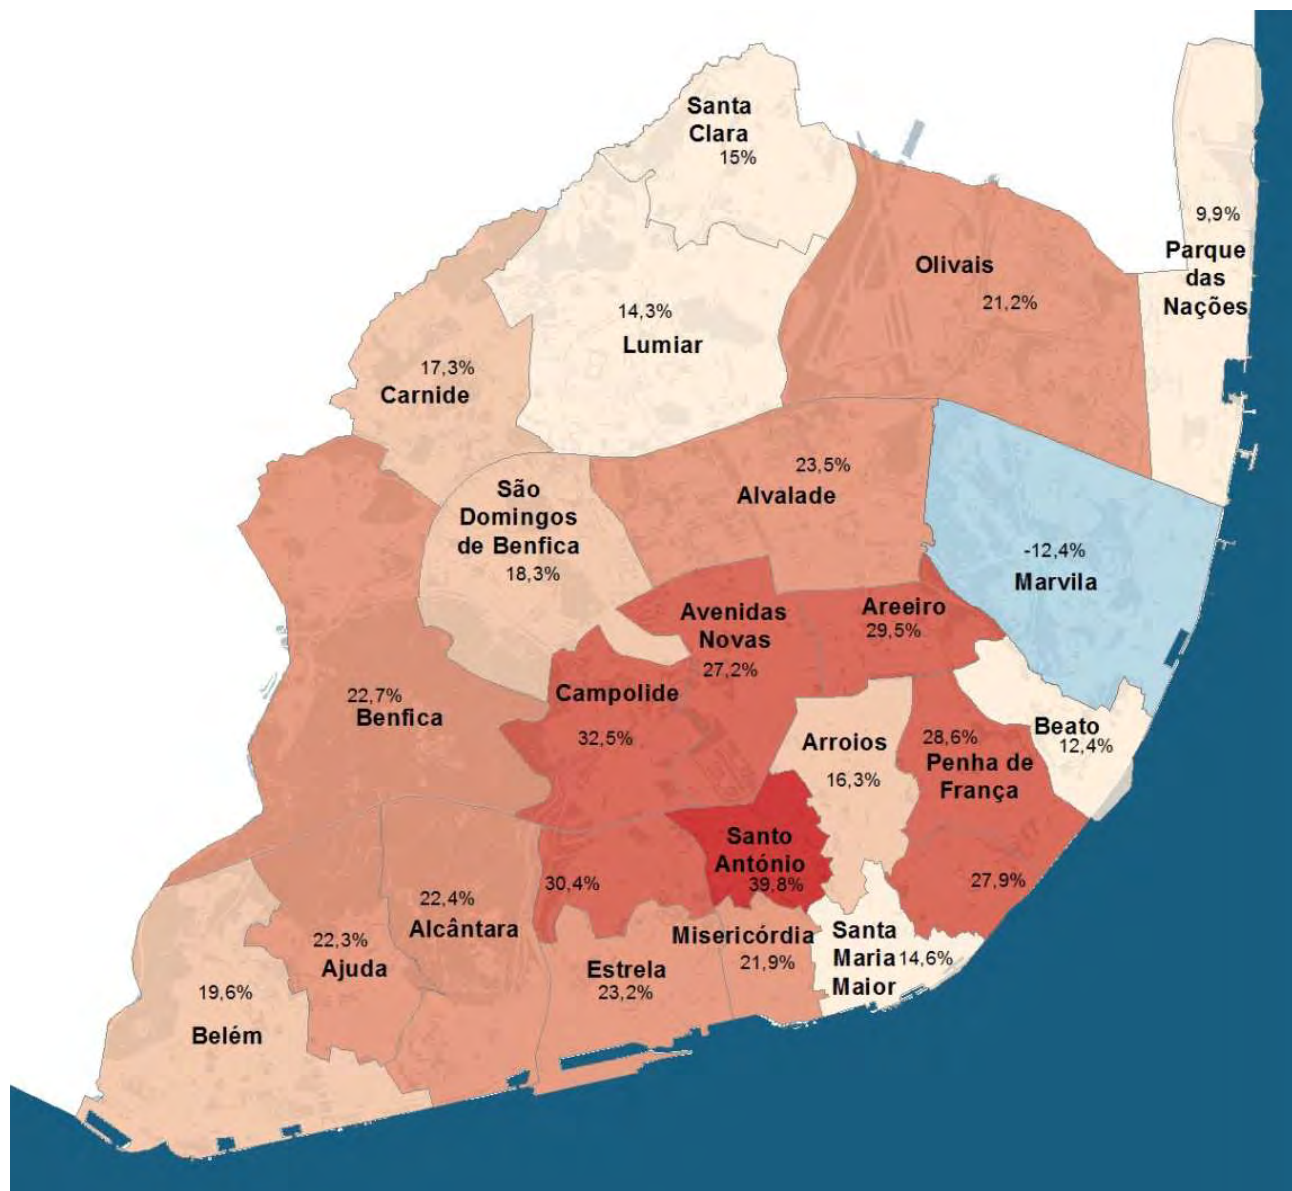 Santa
Clara
15%
9,9%
Parque
das
Nações
Olivais
21,2%
14,3%
Lumiar
17,3%
Carnide
23,5%
Alvalade
São
Domingos
de Benfica
18,3%
-12,4%
Marvila
Avenidas
Novas
27,2%
Areeiro
29,5%
22,7%
Benfica
Campolide
32,5%
Arroios
16,3%
28,6%
Penha de
França
Beato
12,4%
Santo
António
39,8%
30,4%
27,9%
22,4%
Alcântara
22,3%
Ajuda
19,6%
Belém
Estrela
23,2%
Misericórdia
21,9%
Santa
Maria 14,6%
Maior